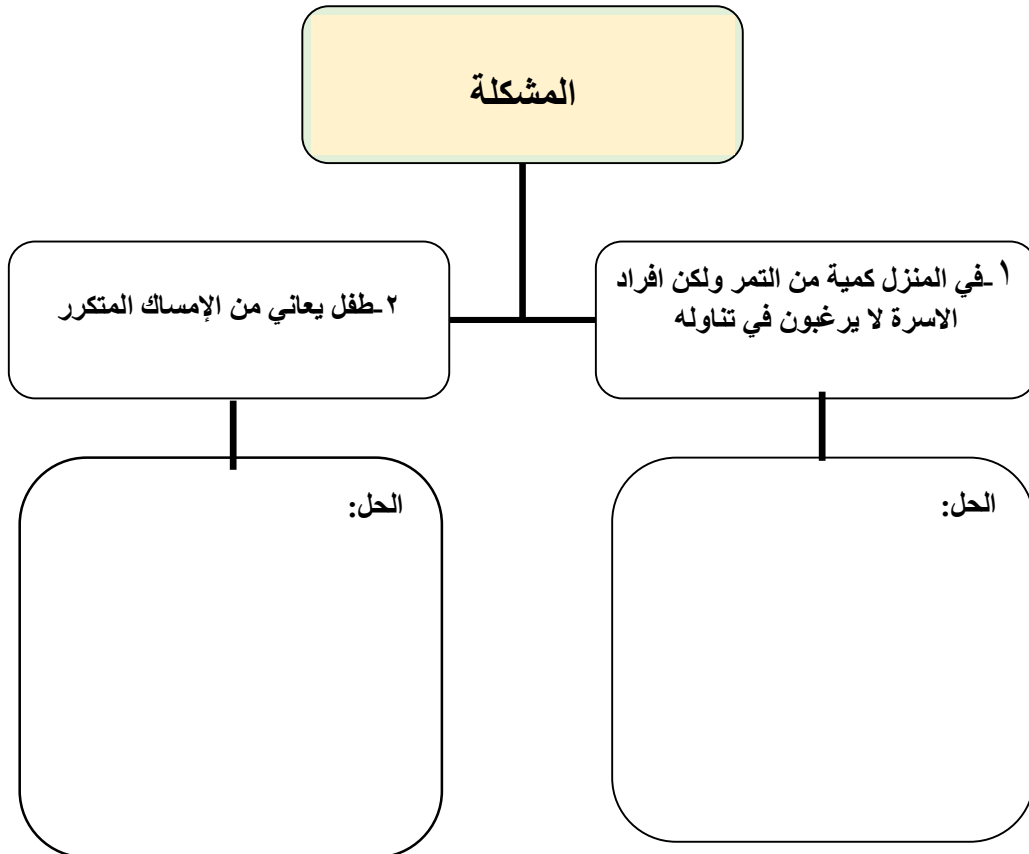 المشكلة
١-في المنزل كمية من التمر ولكن افراد
الاسرة لا يرغبون في تناوله
٢-طفل يعاني من الإمساك المتكرر
الحل:
الحل: